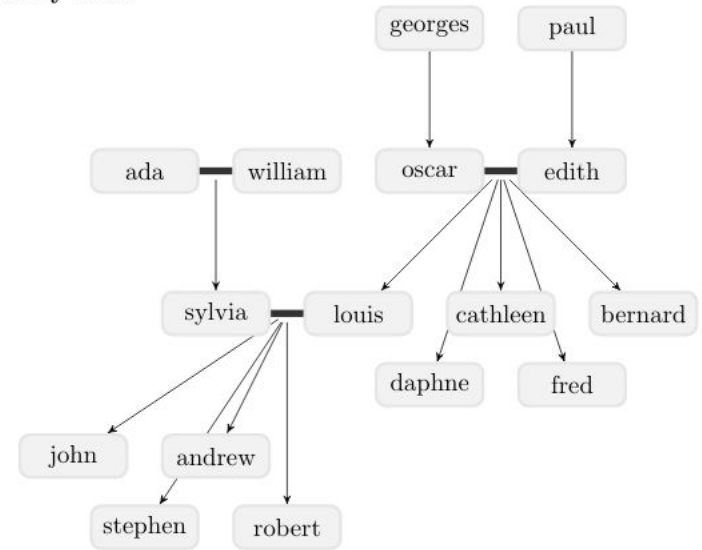 georges paul
ada william oscar edith
sylvia louis cathleen bernard
daphne fred
john andrew
stephen robert